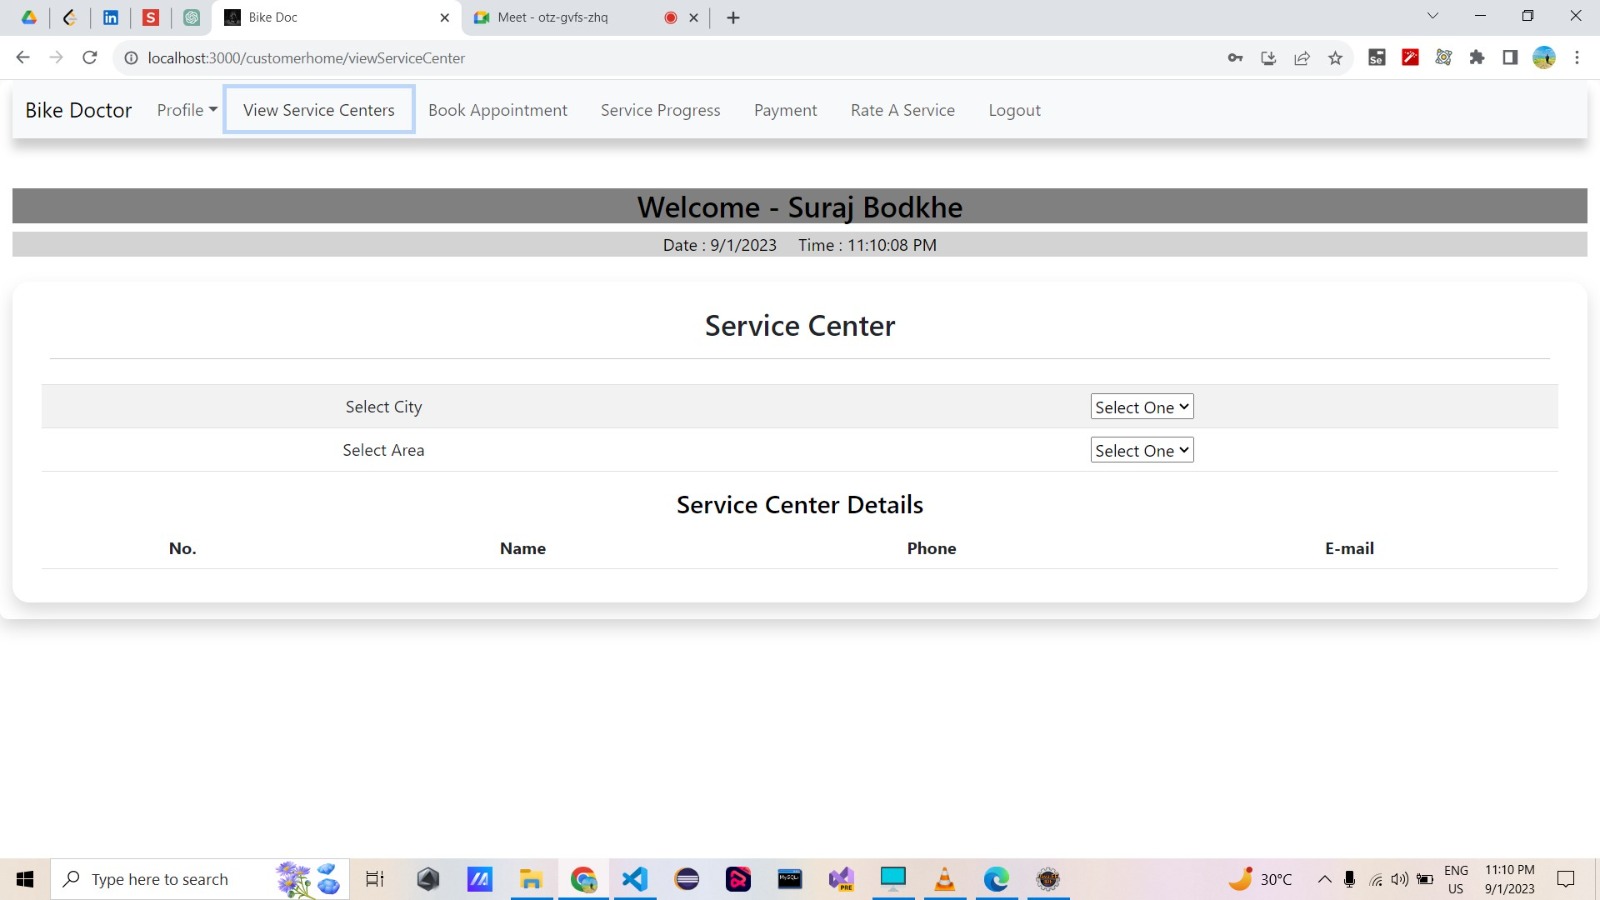 Bike Doc
Meet - otz-gvfs-zhq
localhost:3000/customerhome/viewServiceCenter
Bike Doctor Profile View Service Centers Book Appointment Service Progress Payment Rate A Service Logout
Welcome - Suraj Bodkhe
Date : 9/1/2023 Time : 11:10:08 PM
Service Center
Select City Select One
Select Area Select One
Service Center Details
No. Name Phone E-mail
Type here to search
30°C
ENG
US
11:10 PM
9/1/2023